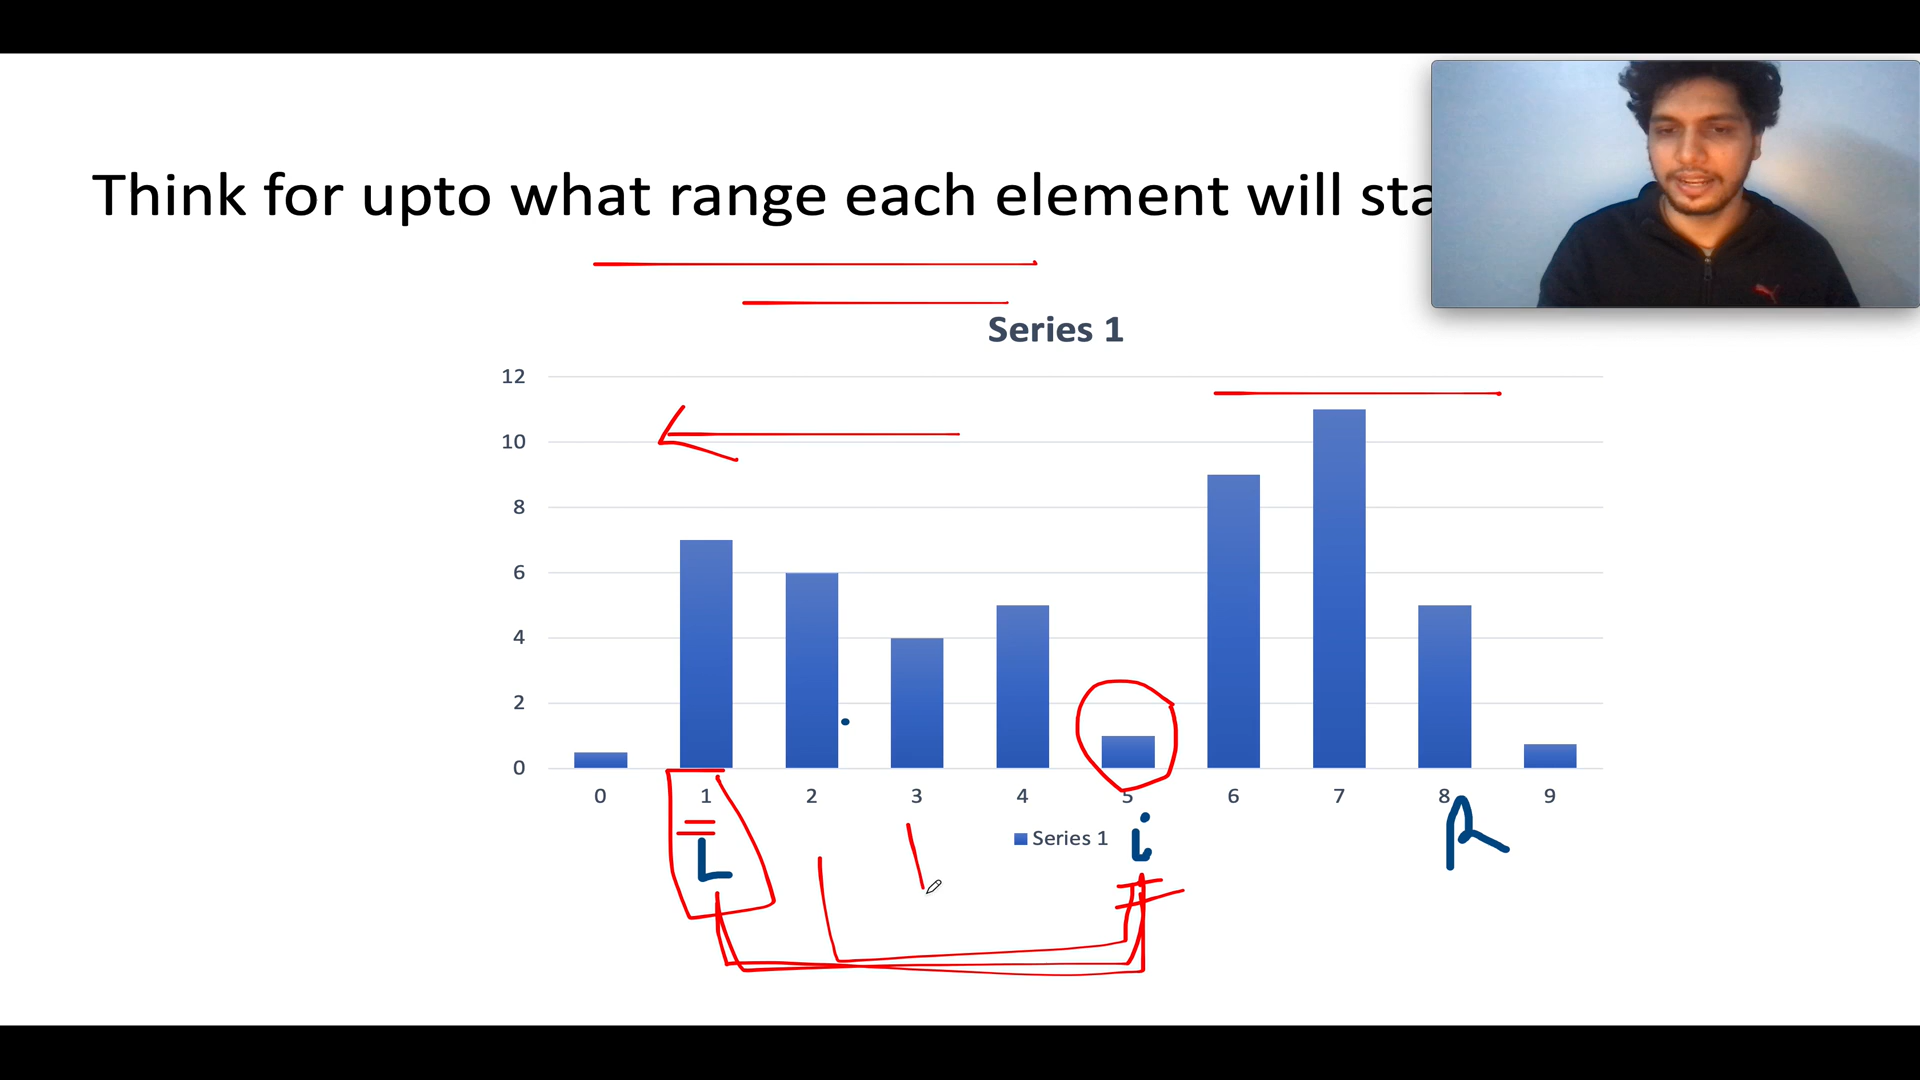 Think for upto what range each element will sta
Series 1
12
10
8
6
4
2
0
0 1 2 3 4 5 6 7 8 9
Series 1
L i R